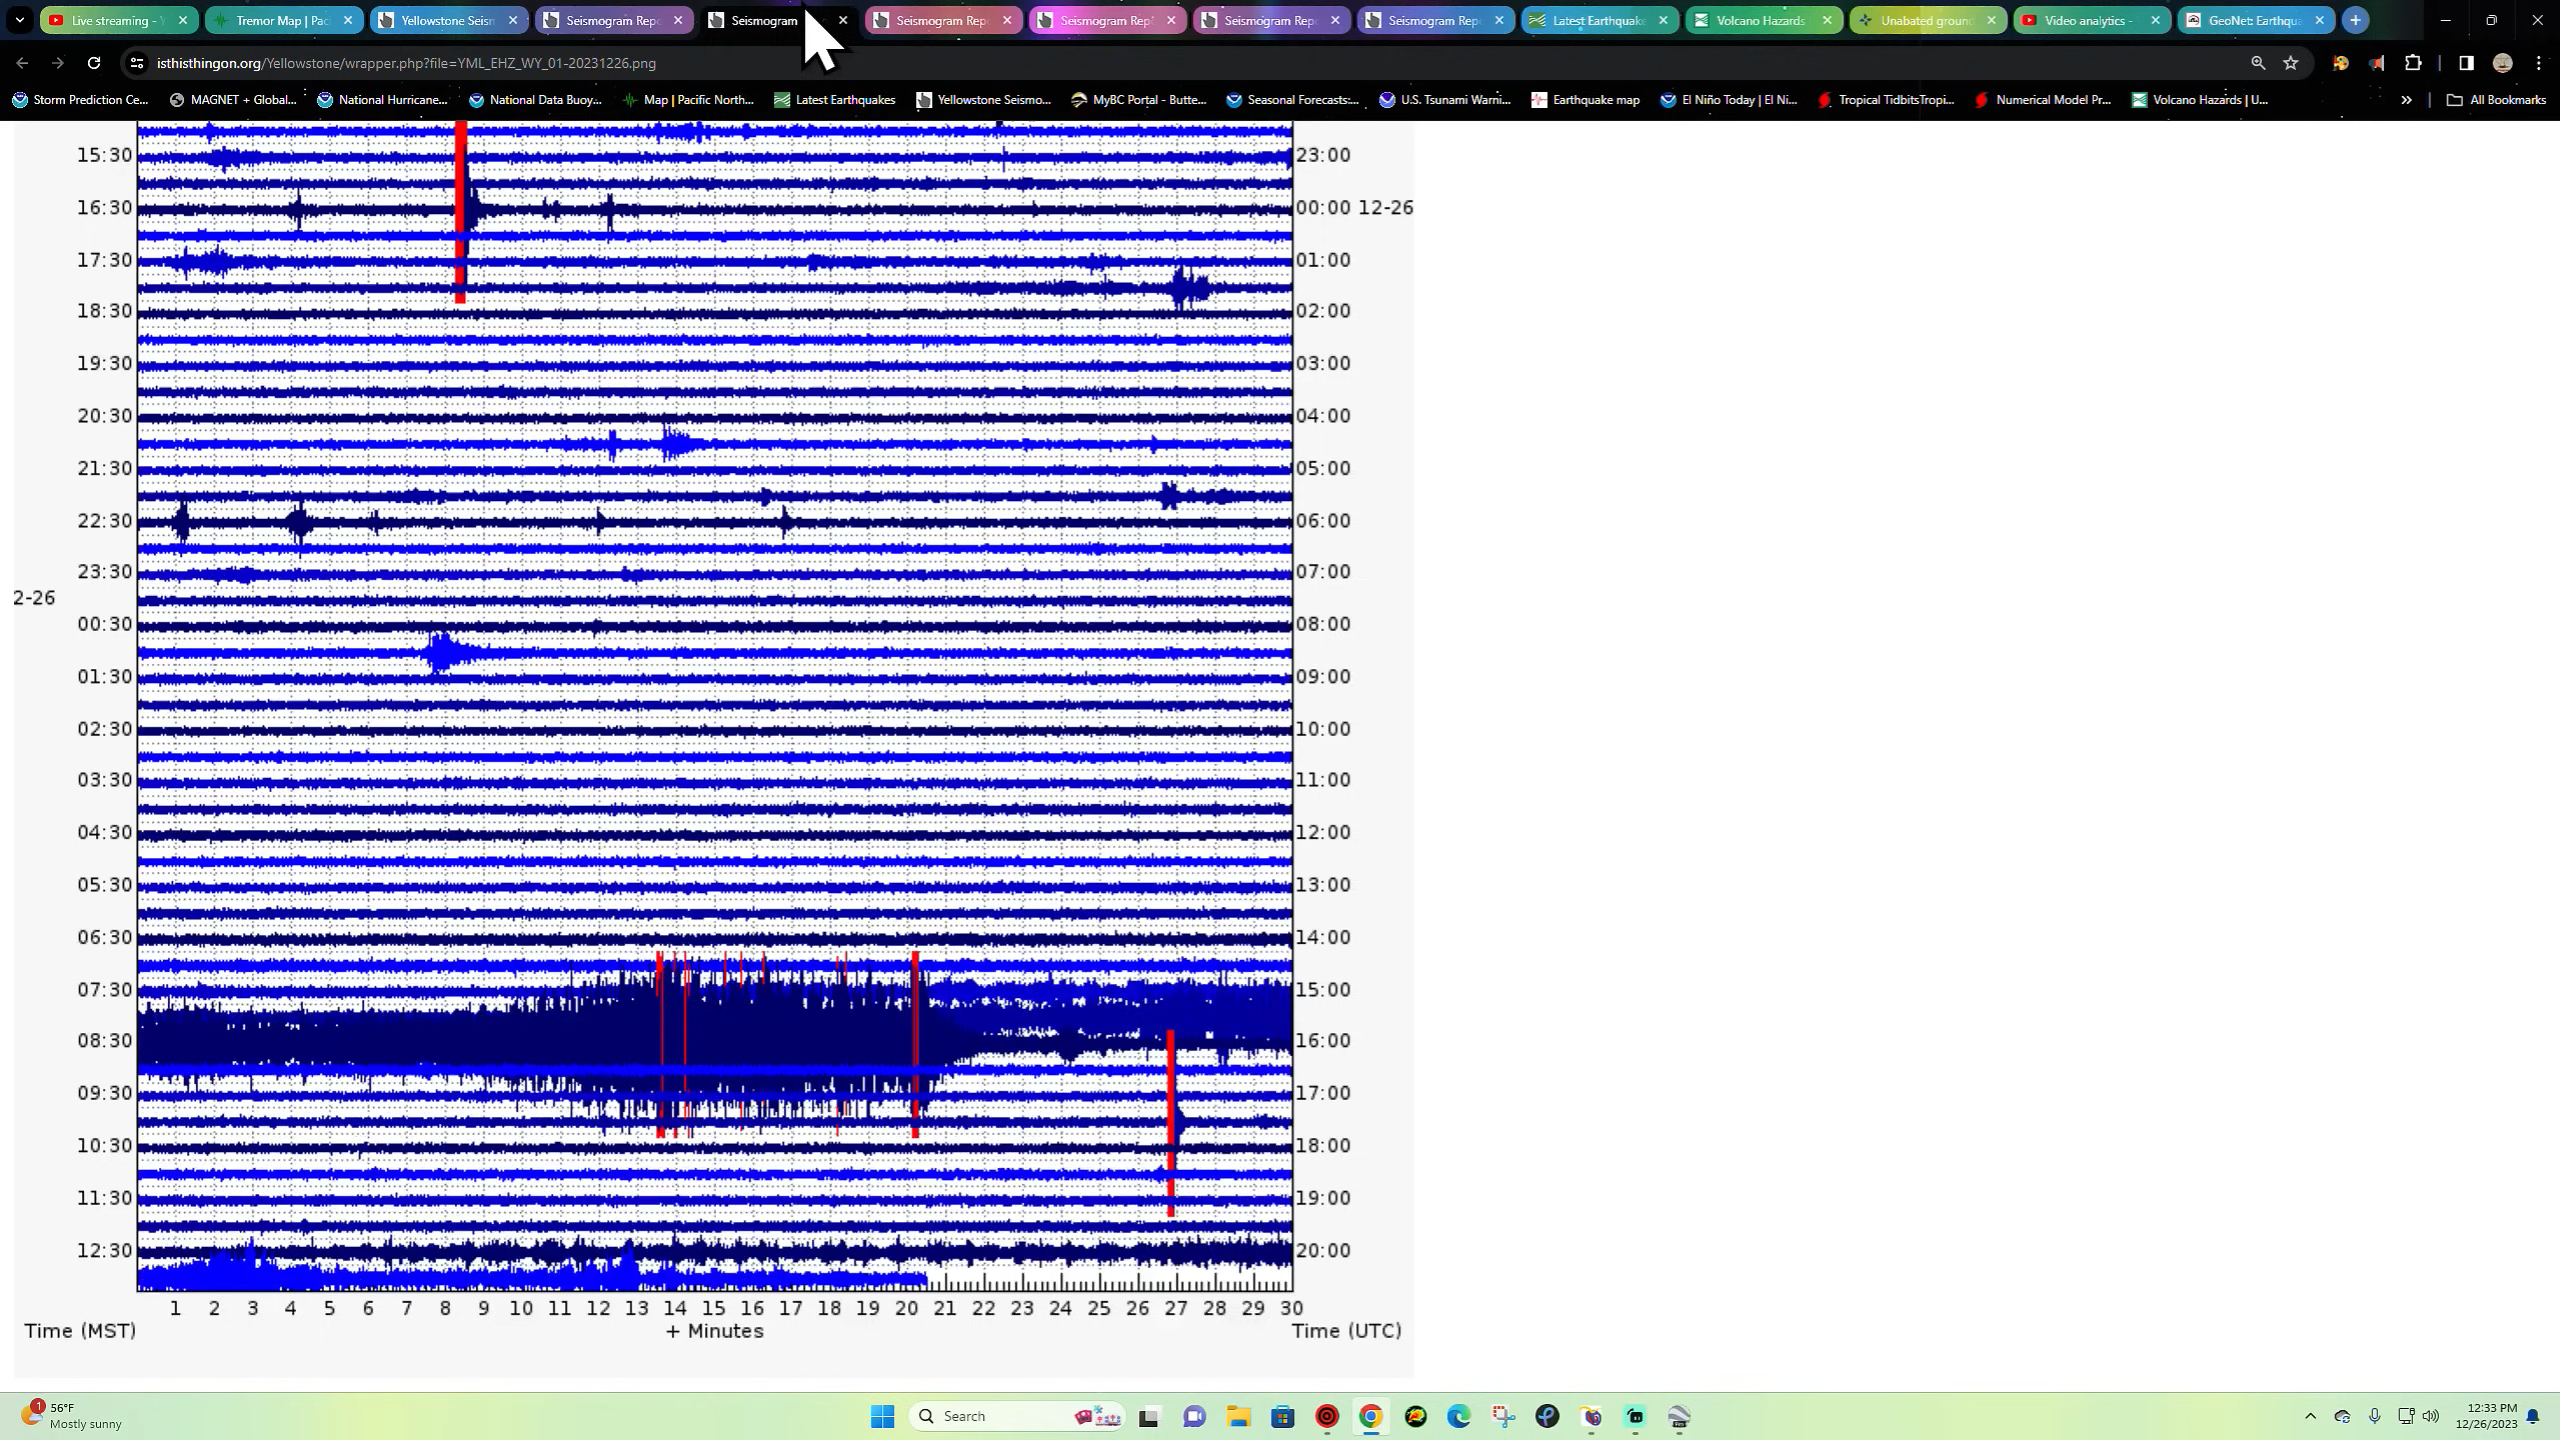 Live streaming - Y
Tremor Map | Paci
Yellowstone Seism
Seismogram Repo
Seismogram
Seismogram Repo
Seismogram Rep
Seismogram Repo
Seismogram Repo
Latest Earthquake
Volcano Hazards
Unabated groun
Video analytics -
GeoNet: Earthqua
isthisthingon.org/Yellowstone/wrapper.php?file=YML_EHZ_WY_01-20231226.png
Storm Prediction Ce...
MAGNET + Global...
National Hurricane...
National Data Buoy...
Map | Pacific North...
Latest Earthquakes
Yellowstone Seismo...
MyBC Portal - Butte...
Seasonal Forecasts:...
U.S. Tsunami Warni...
Earthquake map
El Niño Today | El Ni...
Tropical TidbitsTropi...
Numerical Model Pr...
Volcano Hazards | U...
»
All Bookmarks
15:30 23:00
16:30 00:00 12-26
17:30 01:00
18:30 02:00
19:30 03:00
20:30 04:00
21:30 05:00
22:30 06:00
23:30 07:00
2-26
00:30 08:00
01:30 09:00
02:30 10:00
03:30 11:00
04:30 12:00
05:30 13:00
06:30 14:00
07:30 15:00
08:30 16:00
09:30 17:00
10:30 18:00
11:30 19:00
12:30 20:00
1 2 3 4 5 6 7 8 9 10 11 12 13 14 15 16 17 18 19 20 21 22 23 24 25 26 27 28 29 30
Time (MST) + Minutes Time (UTC)
1
56°F
Mostly sunny
Search
12:33 PM
12/26/2023